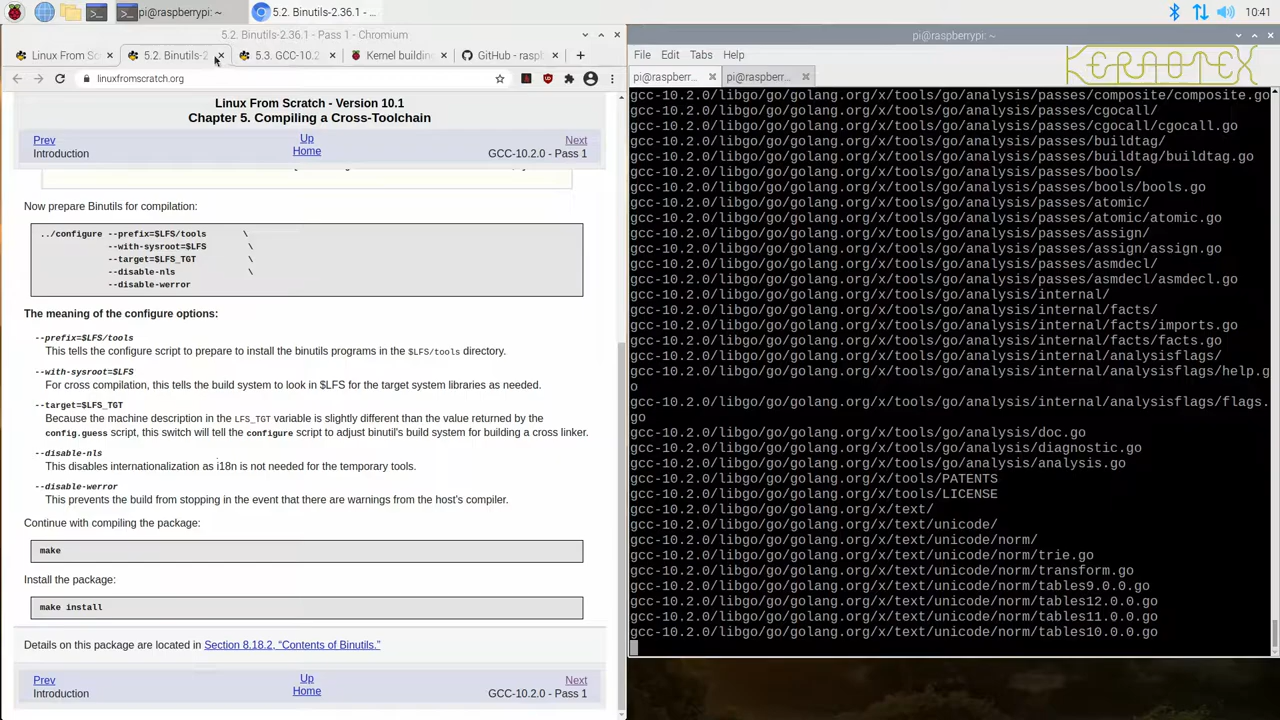 pi@raspberrypi: ~
5.2. Binutils-2.36.1 - ...
10:41
5.2. Binutils-2.36.1 - Pass 1 - Chromium
Linux From Sc
5.2. Binutils-2
5.3. GCC-10.2
Kernel building
GitHub - raspb
linuxfromscratch.org
Linux From Scratch - Version 10.1
Chapter 5. Compiling a Cross-Toolchain
Prev
Up
Next
Introduction
Home
GCC-10.2.0 - Pass 1
Now prepare Binutils for compilation:
../configure --prefix=$LFS/tools \
--with-sysroot=$LFS \
--target=$LFS_TGT \
--disable-nls \
--disable-werror
The meaning of the configure options:
--prefix=$LFS/tools
This tells the configure script to prepare to install the binutils programs in the $LFS/tools directory.
--with-sysroot=$LFS
For cross compilation, this tells the build system to look in $LFS for the target system libraries as needed.
--target=$LFS_TGT
Because the machine description in the LFS_TGT variable is slightly different than the value returned by the
config.guess script, this switch will tell the configure script to adjust binutil's build system for building a cross linker.
--disable-nls
This disables internationalization as i18n is not needed for the temporary tools.
--disable-werror
This prevents the build from stopping in the event that there are warnings from the host's compiler.
Continue with compiling the package:
make
Install the package:
make install
Details on this package are located in Section 8.18.2, “Contents of Binutils.”
Prev
Up
Next
Introduction
Home
GCC-10.2.0 - Pass 1
pi@raspberrypi: ~
File Edit Tabs Help
KERNOTEX
pi@raspberr...
pi@raspberr...
gcc-10.2.0/libgo/go/golang.org/x/tools/go/analysis/passes/composite/composite.go
gcc-10.2.0/libgo/go/golang.org/x/tools/go/analysis/passes/cgocall/
gcc-10.2.0/libgo/go/golang.org/x/tools/go/analysis/passes/cgocall/cgocall.go
gcc-10.2.0/libgo/go/golang.org/x/tools/go/analysis/passes/buildtag/
gcc-10.2.0/libgo/go/golang.org/x/tools/go/analysis/passes/buildtag/buildtag.go
gcc-10.2.0/libgo/go/golang.org/x/tools/go/analysis/passes/bools/
gcc-10.2.0/libgo/go/golang.org/x/tools/go/analysis/passes/bools/bools.go
gcc-10.2.0/libgo/go/golang.org/x/tools/go/analysis/passes/atomic/
gcc-10.2.0/libgo/go/golang.org/x/tools/go/analysis/passes/atomic/atomic.go
gcc-10.2.0/libgo/go/golang.org/x/tools/go/analysis/passes/assign/
gcc-10.2.0/libgo/go/golang.org/x/tools/go/analysis/passes/assign/assign.go
gcc-10.2.0/libgo/go/golang.org/x/tools/go/analysis/passes/asmdecl/
gcc-10.2.0/libgo/go/golang.org/x/tools/go/analysis/passes/asmdecl/asmdecl.go
gcc-10.2.0/libgo/go/golang.org/x/tools/go/analysis/internal/
gcc-10.2.0/libgo/go/golang.org/x/tools/go/analysis/internal/facts/
gcc-10.2.0/libgo/go/golang.org/x/tools/go/analysis/internal/facts/imports.go
gcc-10.2.0/libgo/go/golang.org/x/tools/go/analysis/internal/facts/facts.go
gcc-10.2.0/libgo/go/golang.org/x/tools/go/analysis/internal/analysisflags/
gcc-10.2.0/libgo/go/golang.org/x/tools/go/analysis/internal/analysisflags/help.g
o
gcc-10.2.0/libgo/go/golang.org/x/tools/go/analysis/internal/analysisflags/flags.
go
gcc-10.2.0/libgo/go/golang.org/x/tools/go/analysis/doc.go
gcc-10.2.0/libgo/go/golang.org/x/tools/go/analysis/diagnostic.go
gcc-10.2.0/libgo/go/golang.org/x/tools/go/analysis/analysis.go
gcc-10.2.0/libgo/go/golang.org/x/tools/PATENTS
gcc-10.2.0/libgo/go/golang.org/x/tools/LICENSE
gcc-10.2.0/libgo/go/golang.org/x/text/
gcc-10.2.0/libgo/go/golang.org/x/text/unicode/
gcc-10.2.0/libgo/go/golang.org/x/text/unicode/norm/
gcc-10.2.0/libgo/go/golang.org/x/text/unicode/norm/trie.go
gcc-10.2.0/libgo/go/golang.org/x/text/unicode/norm/transform.go
gcc-10.2.0/libgo/go/golang.org/x/text/unicode/norm/tables9.0.0.go
gcc-10.2.0/libgo/go/golang.org/x/text/unicode/norm/tables12.0.0.go
gcc-10.2.0/libgo/go/golang.org/x/text/unicode/norm/tables11.0.0.go
gcc-10.2.0/libgo/go/golang.org/x/text/unicode/norm/tables10.0.0.go